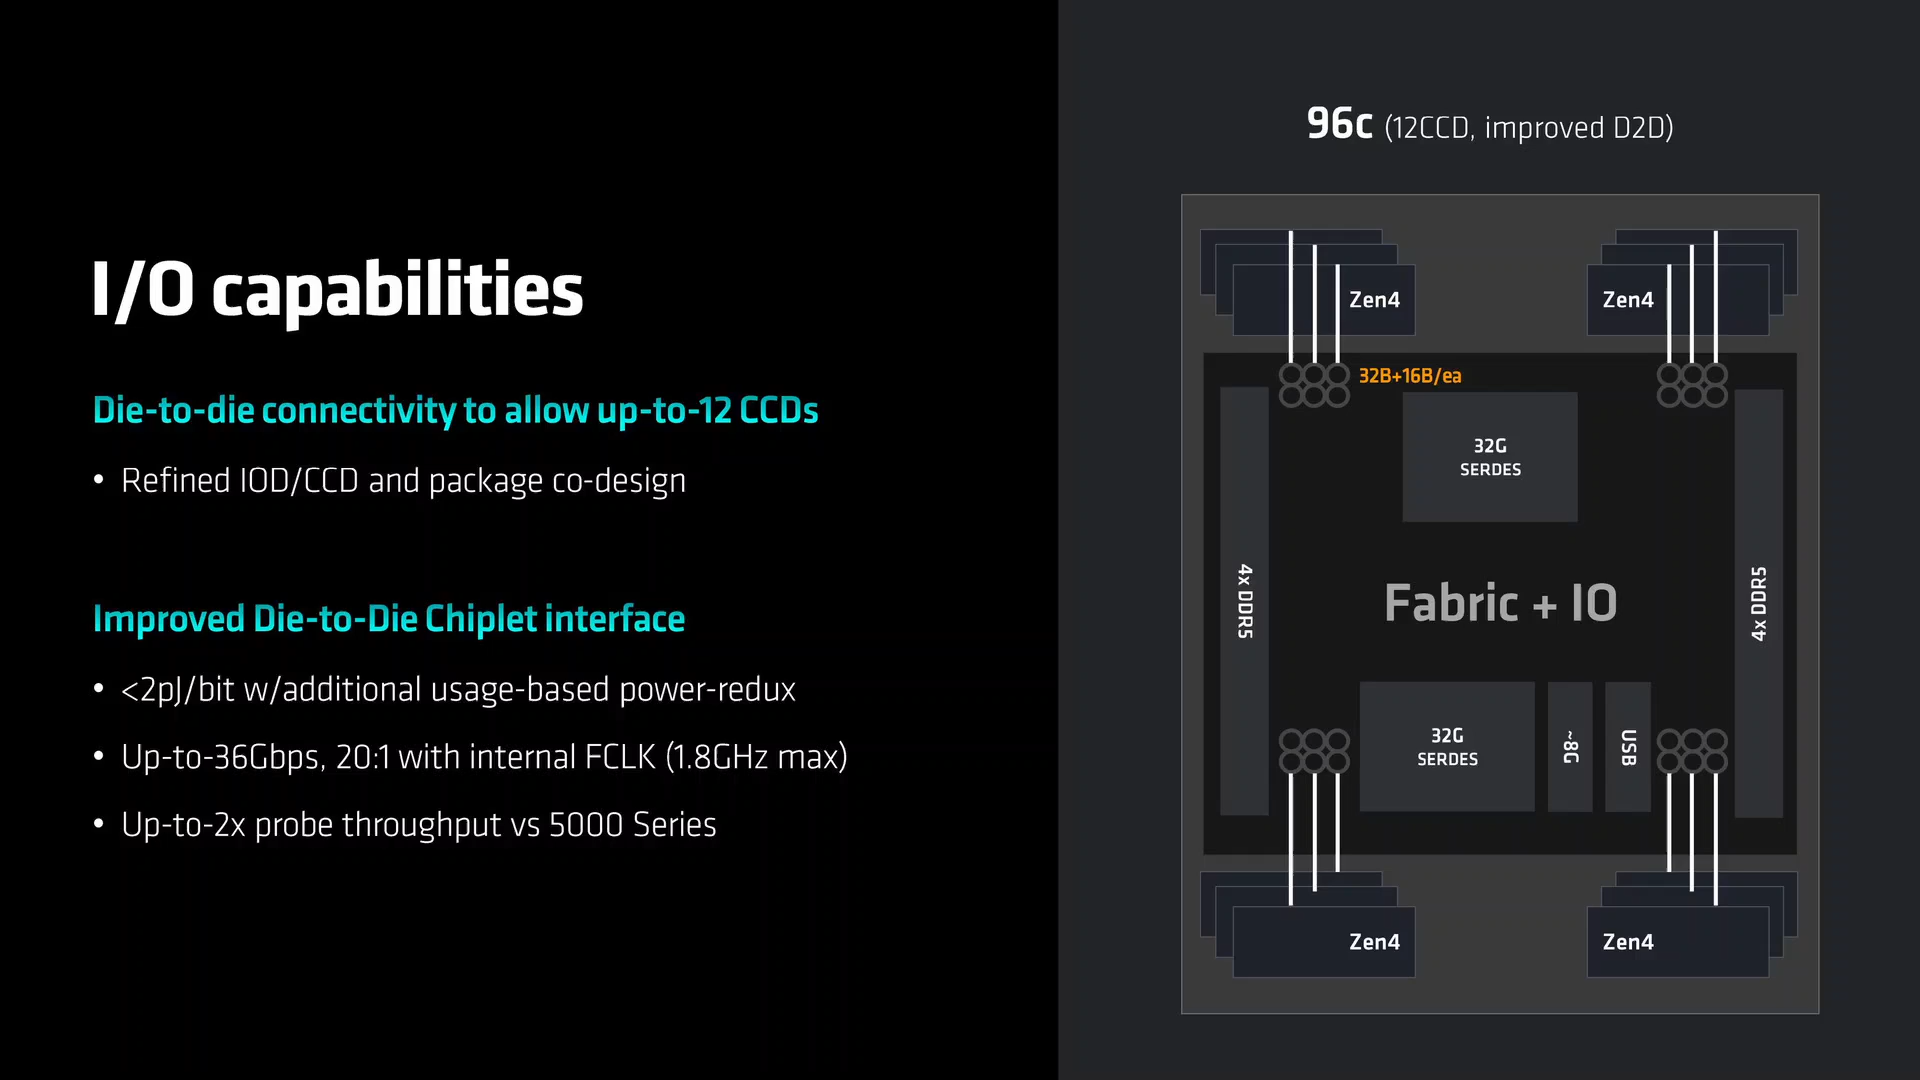 I/O capabilities
Die-to-die connectivity to allow up-to-12 CCDs
• Refined IOD/CCD and package co-design
Improved Die-to-Die Chiplet interface
• <2pJ/bit w/additional usage-based power-redux
• Up-to-36Gbps, 20:1 with internal FCLK (1.8GHz max)
• Up-to-2x probe throughput vs 5000 Series
96c (12CCD, improved D2D)
Zen4
Zen4
32B+16B/ea
32G
SERDES
4x DDR5
Fabric + IO
4x DDR5
32G
SERDES
~8G
USB
Zen4
Zen4